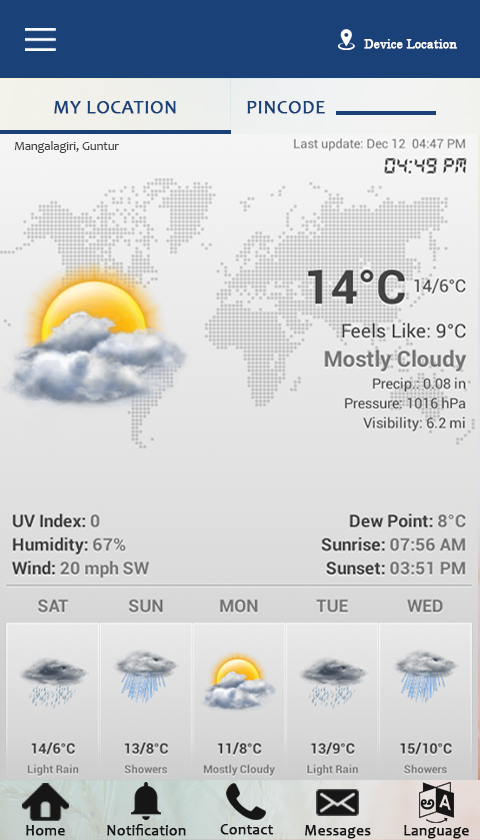 Device Location
MY LOCATION PINCODE
Mangalagiri, Guntur
Last update: Dec 12 04:47 PM
04:49 PM
14°C 14/6°C
Feels Like: 9°C
Mostly Cloudy
Precip.: 0.08 in
Pressure: 1016 hPa
Visibility: 6.2 mi
UV Index: 0 Dew Point: 8°C
Humidity: 67% Sunrise: 07:56 AM
Wind: 20 mph SW Sunset: 03:51 PM
SAT SUN MON TUE WED
14/6°C 13/8°C 11/8°C 13/9°C 15/10°C
Light Rain Showers Mostly Cloudy Light Rain Showers
Home Notification Contact Messages Language